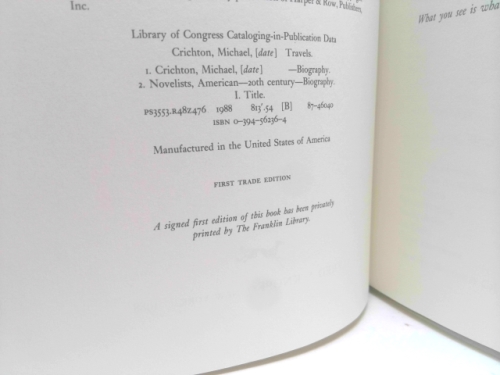 Harper & Row, Publishers,
Inc.
Library of Congress Cataloging-in-Publication Data
Crichton, Michael, [date] Travels.
1. Crichton, Michael, [date] —Biography.
2. Novelists, American—20th century—Biography.
I. Title.
PS3553.R48Z476 1988 813'.54 [B] 87-46040
ISBN 0-394-56236-4
Manufactured in the United States of America
FIRST TRADE EDITION
A signed first edition of this book has been privately
printed by The Franklin Library.
What you see is what